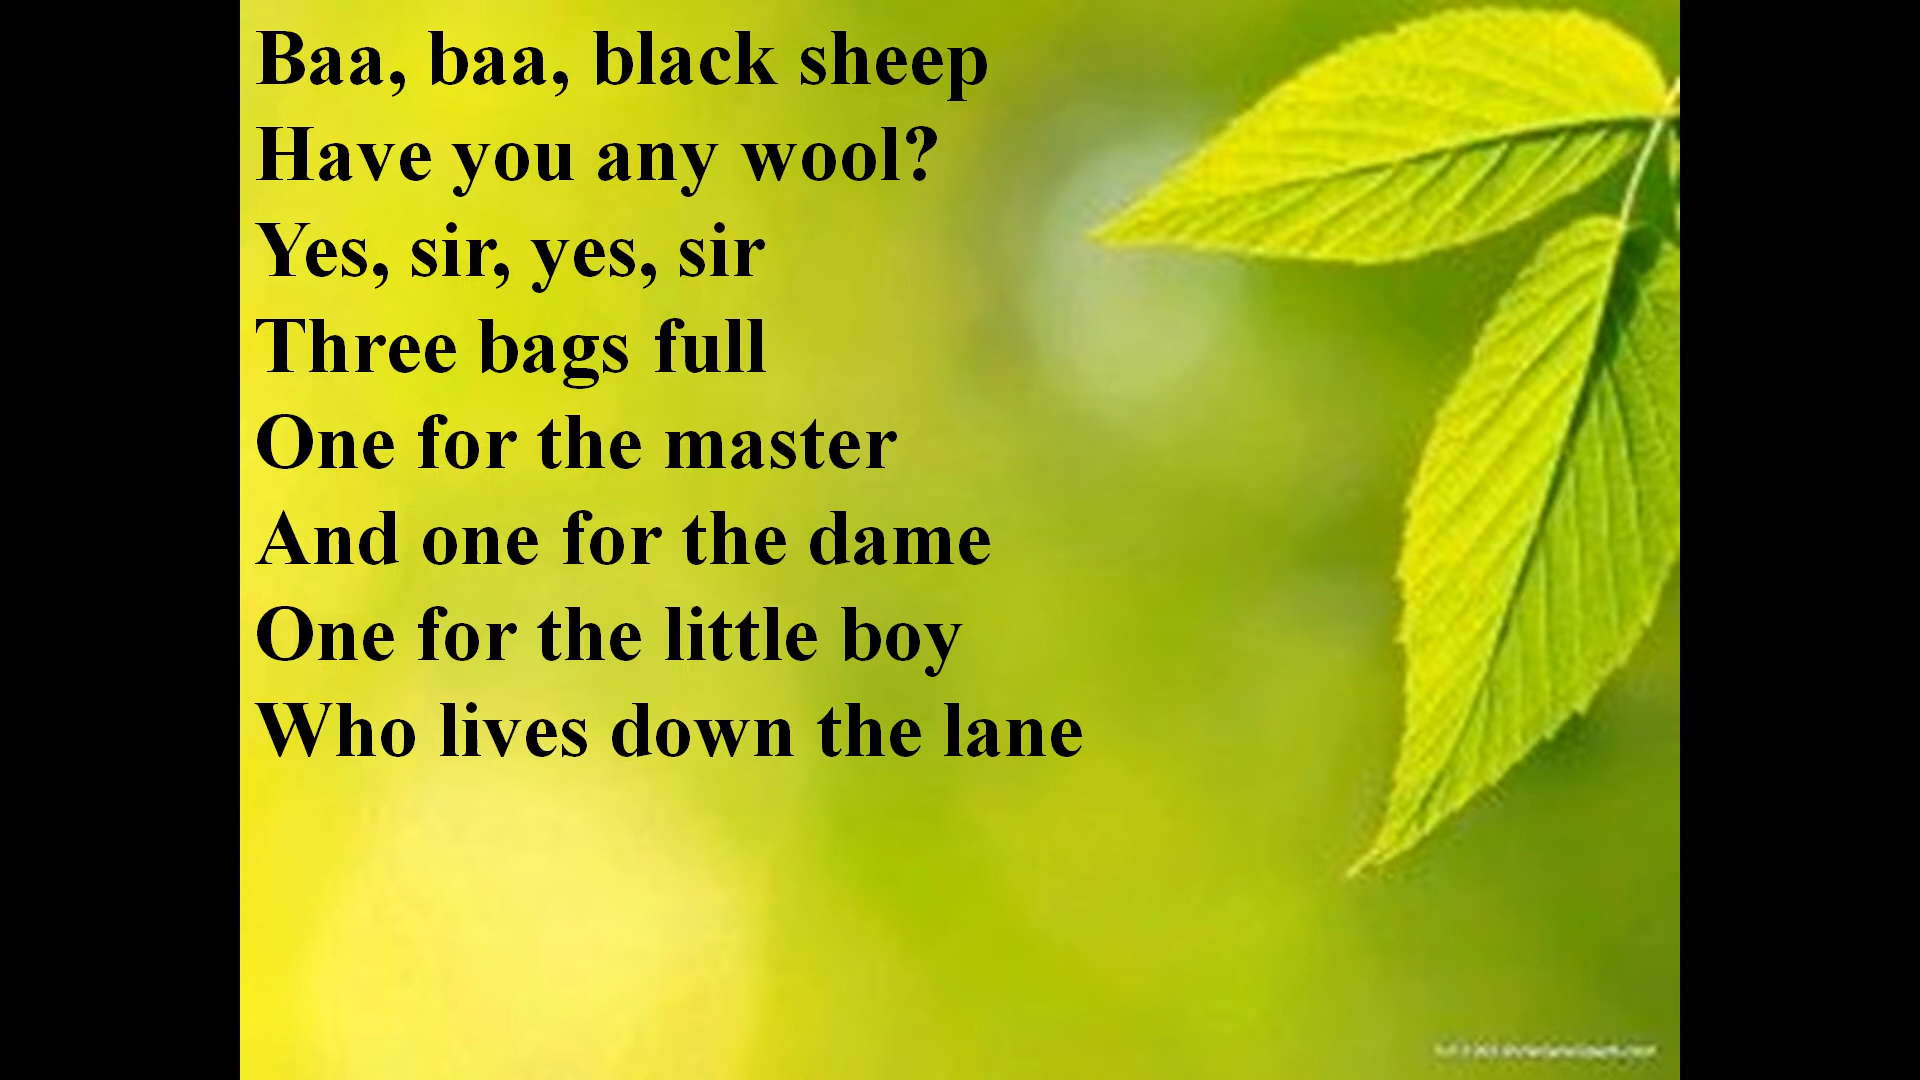 Baa, baa, black sheep
Have you any wool?
Yes, sir, yes, sir
Three bags full
One for the master
And one for the dame
One for the little boy
Who lives down the lane